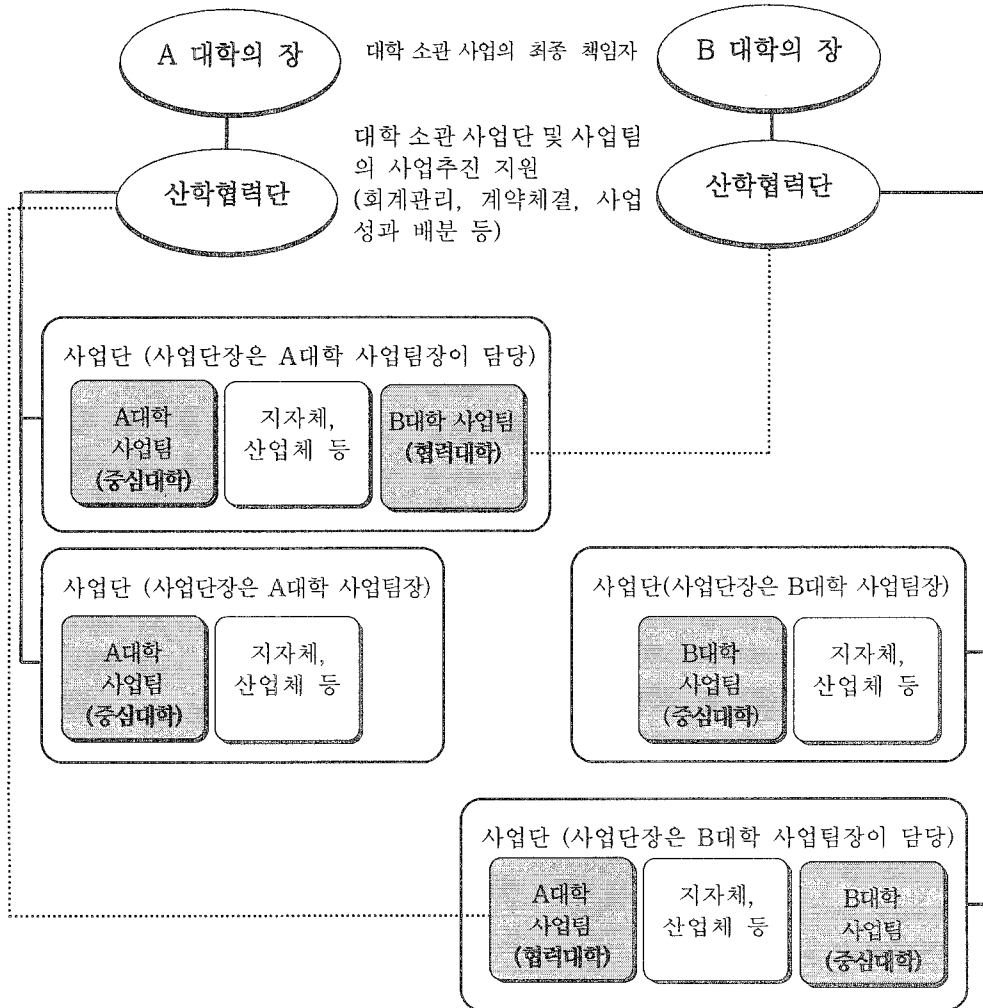 A 대학의 장
대학 소관 사업의 최종 책임자
B 대학의 장
산학협력단
대학 소관 사업단 및 사업팀
의 사업추진 지원
(회계관리, 계약체결, 사업
성과 배분 등)
산학협력단
사업단 (사업단장은 A대학 사업팀장이 담당)
A대학
사업팀
(중심대학)
지자체,
산업체 등
B대학 사업팀
(협력대학)
사업단 (사업단장은 A대학 사업팀장)
A대학
사업팀
(중심대학)
지자체,
산업체 등
사업단(사업단장은 B대학 사업팀장)
B대학
사업팀
(중심대학)
지자체,
산업체 등
사업단 (사업단장은 B대학 사업팀장이 담당)
A대학
사업팀
(협력대학)
지자체,
산업체 등
B대학
사업팀
(중심대학)